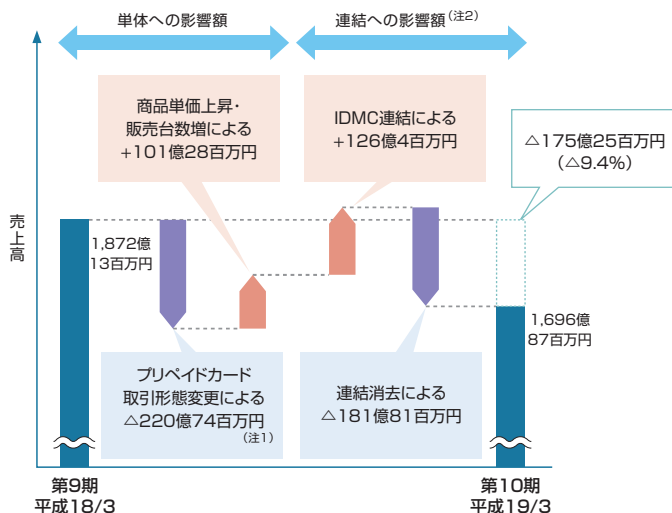 単体への影響額
連結への影響額(注2)
商品単価上昇・
販売台数増による
+101億28百万円
IDMC連結による
+126億4百万円
△175億25百万円
(△9.4%)
売上高
1,872億
13百万円
1,696億
87百万円
プリペイドカード
取引形態変更による
△220億74百万円
(注1)
連結消去による
△181億81百万円
第9期
平成18/3
第10期
平成19/3